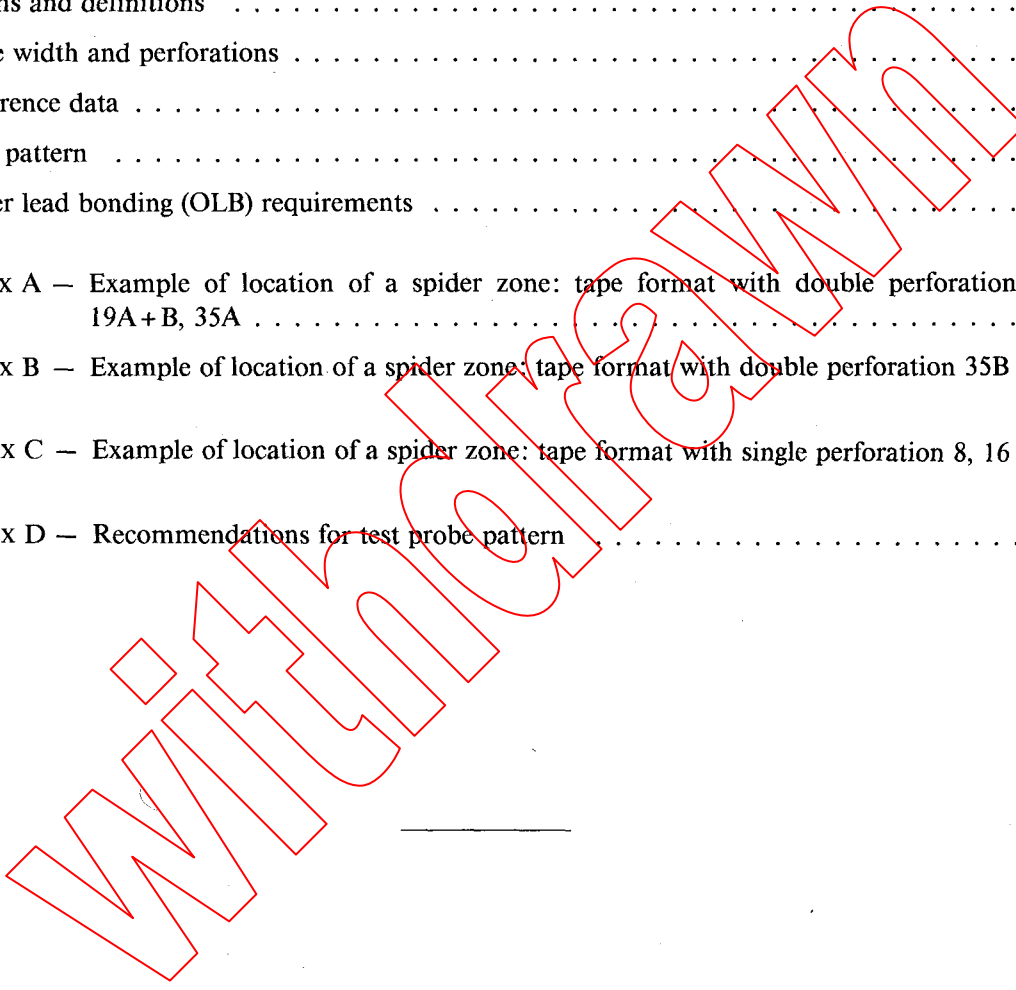 and definitions . . . . . . . . . . . . . . . . . . . . . . . . . . . . . . . . . . . . . . . .
width and perforations . . . . . . . . . . . . . . . . . . . . . . . . . . . . . . . . . . . . .
rence data . . . . . . . . . . . . . . . . . . . . . . . . . . . . . . . . . . . . . . . . . . . . .
pattern . . . . . . . . . . . . . . . . . . . . . . . . . . . . . . . . . . . . . . . . . . . . . .
er lead bonding (OLB) requirements . . . . . . . . . . . . . . . . . . . . . . . . . . . . . .
x A — Example of location of a spider zone: tape format with double perforation
19A+B, 35A . . . . . . . . . . . . . . . . . . . . . . . . . . . . . . . . . . . . . . .
x B — Example of location of a spider zone: tape format with double perforation 35B
x C — Example of location of a spider zone: tape format with single perforation 8, 16
x D — Recommendations for test probe pattern . . . . . . . . . . . . . . . . . . . . . .
withdrawn